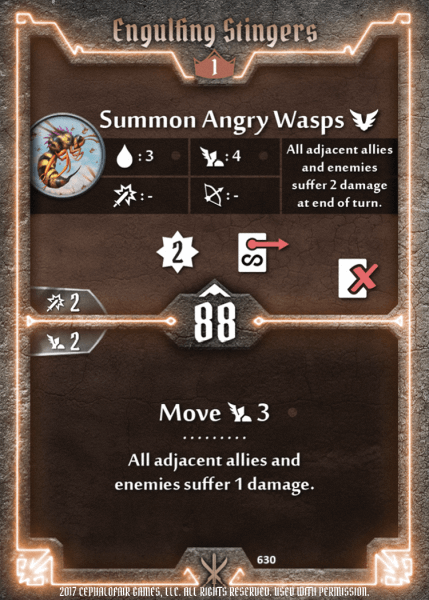 Engulfing Stingers
1
Summon Angry Wasps
: 3
: 4
: -
: -
All adjacent allies
and enemies
suffer 2 damage
at end of turn.
2
2
88
2
Move 3
All adjacent allies and
enemies suffer 1 damage.
630
2017 CEPHALOFAIR GAMES, LLC. ALL RIGHTS RESERVED. USED WITH PERMISSION.